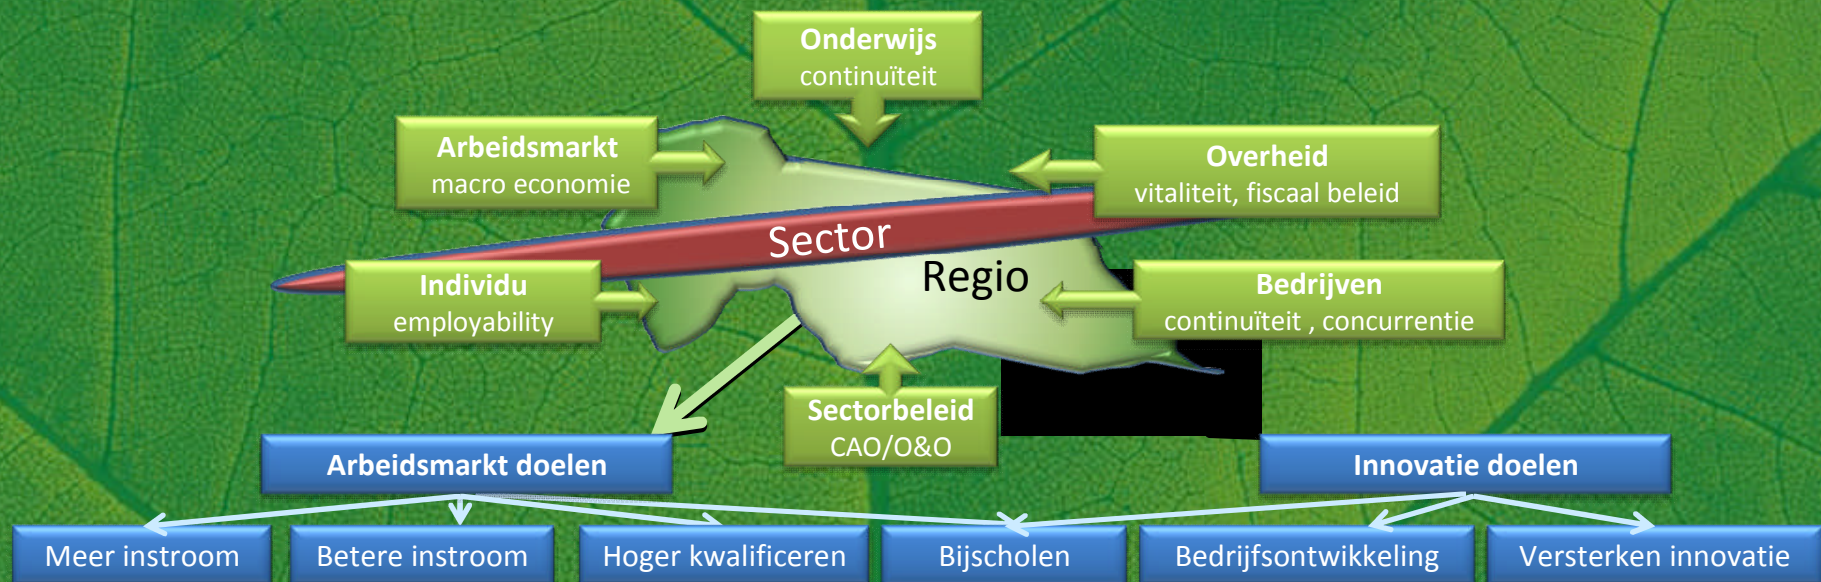 Onderwijs
continuïteit
Arbeidsmarkt
macro economie
Overheid
vitaliteit, fiscaal beleid
Sector
Regio
Individu
employability
Bedrijven
continuïteit , concurrentie
Sectorbeleid
CAO/O&O
Arbeidsmarkt doelen
Innovatie doelen
Meer instroom
Betere instroom
Hoger kwalificeren
Bijscholen
Bedrijfsontwikkeling
Versterken innovatie